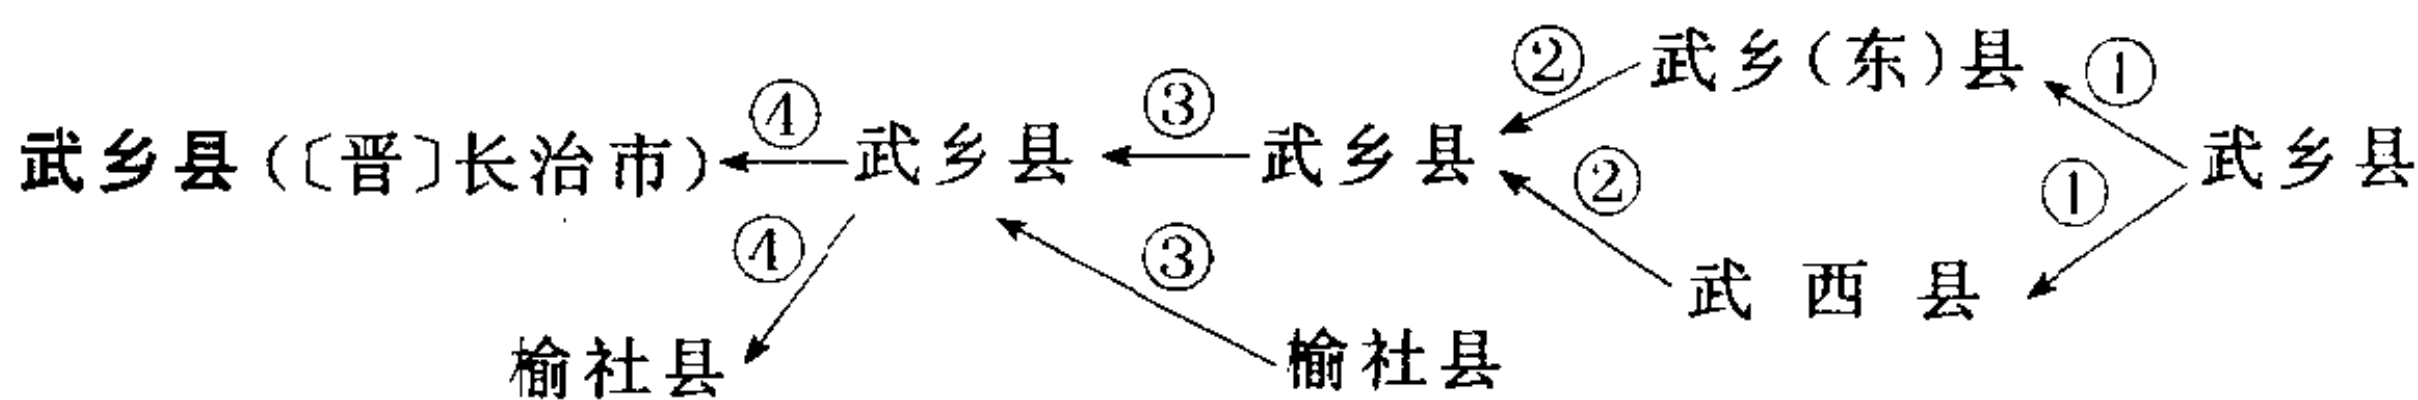 ② 武乡(东)县 ①
武乡县(〔晋〕长治市) ④ 武乡县 ③ 武乡县 ② ① 武乡县
④ ③ 武西县
榆社县 榆社县